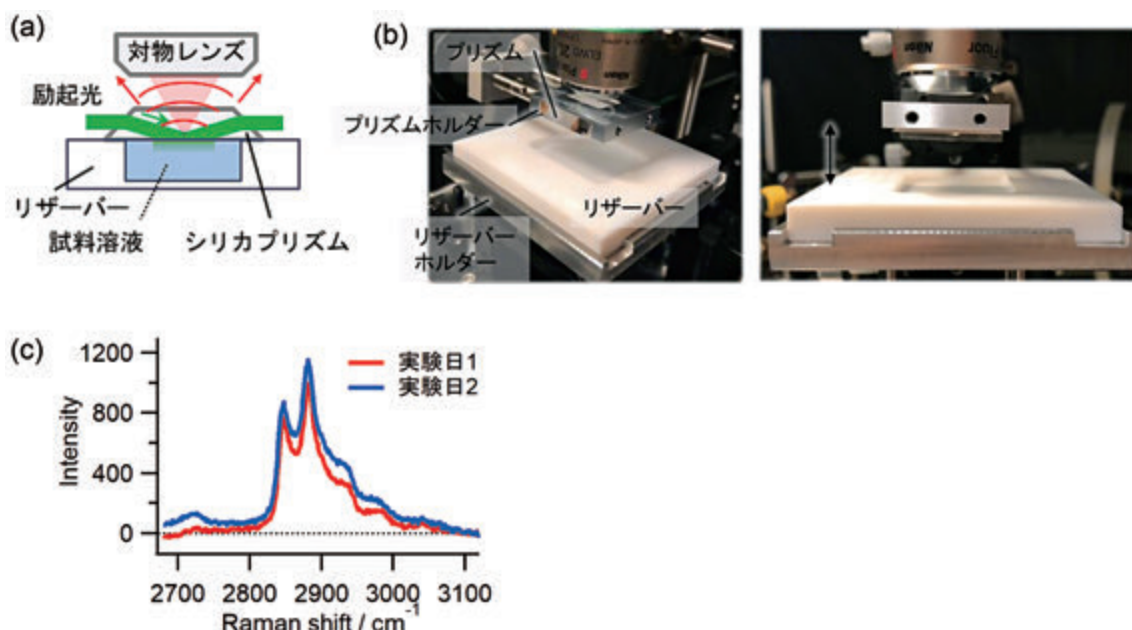 (a)
対物レンズ
励起光
リザーバー
試料溶液
シリカプリズム
(b)
プリズム
プリズムホルダー
リザーバー
リザーバー
ホルダー
Nikon
Nikon
Fluor
(c)
実験日1
実験日2
Intensity
1200
800
400
0
2700
2800
2900
3000
3100
Raman shift / cm-1